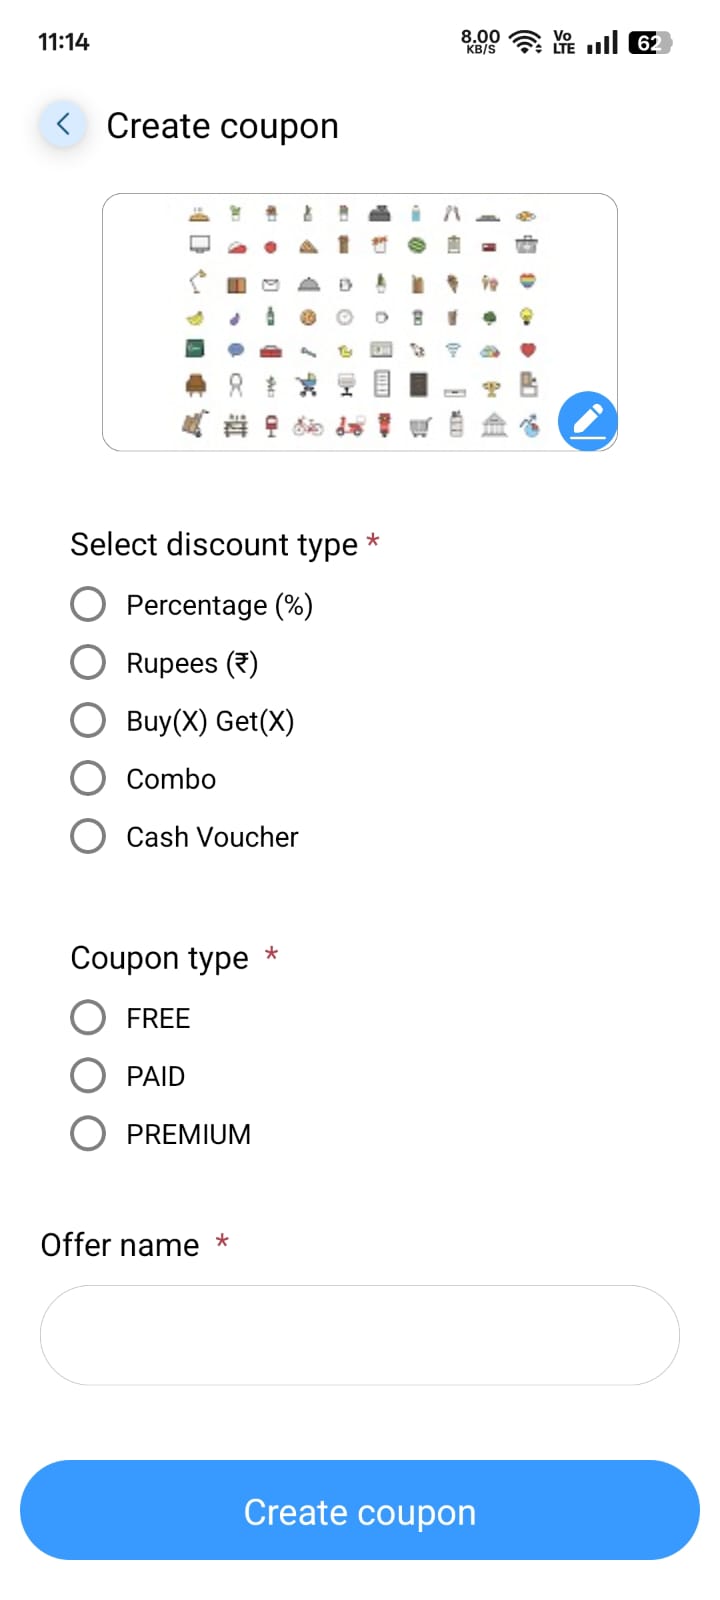 11:14
8.00 KB/S
Vo LTE
62
Create coupon
Select discount type *
Percentage (%)
Rupees (₹)
Buy(X) Get(X)
Combo
Cash Voucher
Coupon type *
FREE
PAID
PREMIUM
Offer name *
Create coupon